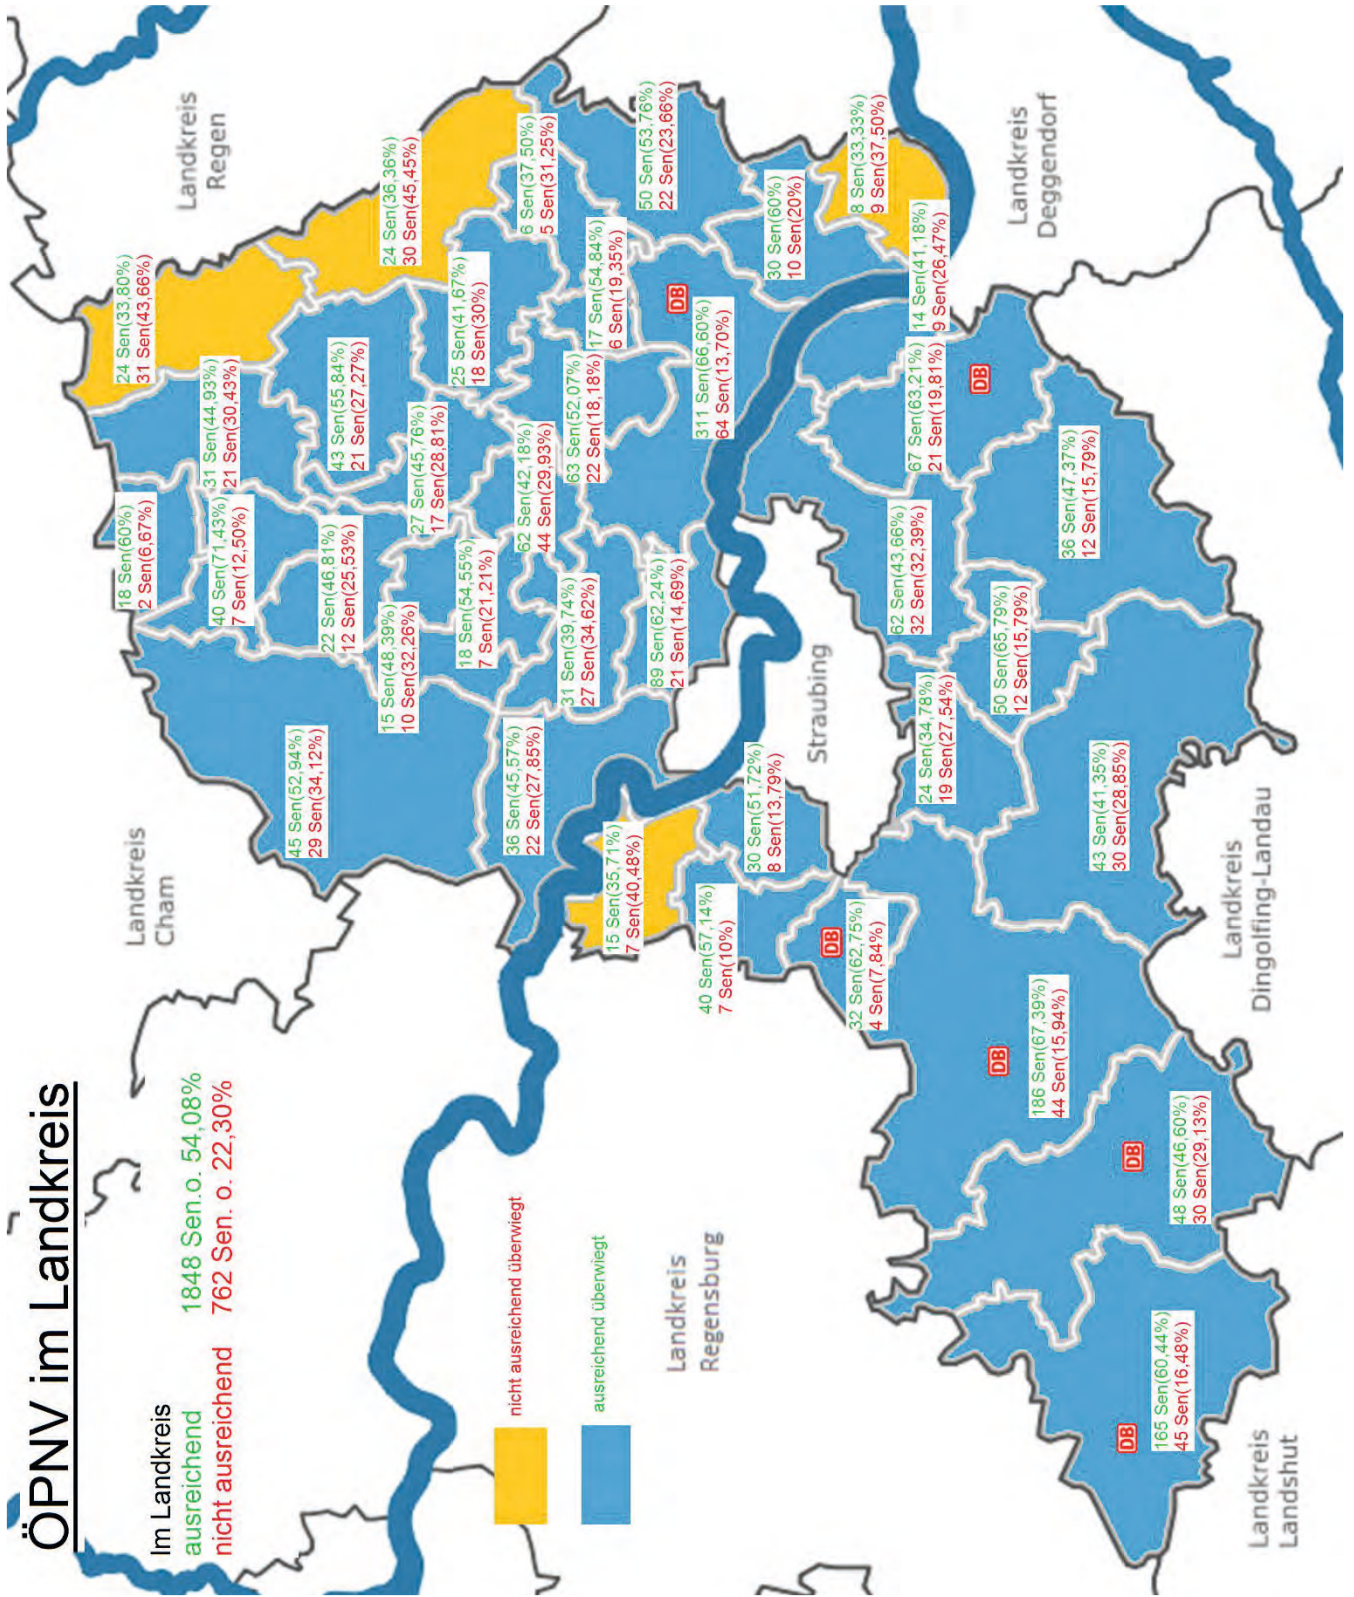 ÖPNV im Landkreis
Im Landkreis
ausreichend 1848 Sen.o. 54,08%
nicht ausreichend 762 Sen. o. 22,30%
nicht ausreichend überwiegt
ausreichend überwiegt
Landkreis
Cham
Landkreis
Regen
Landkreis
Regensburg
Straubing
Landkreis
Deggendorf
Landkreis
Dingolfing-Landau
Landkreis
Landshut
24 Sen(33,80%)
31 Sen(43,66%)
18 Sen(60%)
2 Sen(6,67%)
31 Sen(44,93%)
21 Sen(30,43%)
40 Sen(71,43%)
7 Sen(12,50%)
45 Sen(52,94%)
29 Sen(34,12%)
43 Sen(55,84%)
21 Sen(27,27%)
22 Sen(46,81%)
12 Sen(25,53%)
24 Sen(36,36%)
30 Sen(45,45%)
15 Sen(48,39%)
10 Sen(32,26%)
27 Sen(45,76%)
17 Sen(28,81%)
25 Sen(41,67%)
18 Sen(30%)
18 Sen(54,55%)
7 Sen(21,21%)
36 Sen(45,57%)
22 Sen(27,85%)
62 Sen(42,18%)
44 Sen(29,93%)
6 Sen(37,50%)
5 Sen(31,25%)
31 Sen(39,74%)
27 Sen(34,62%)
63 Sen(52,07%)
22 Sen(18,18%)
17 Sen(54,84%)
6 Sen(19,35%)
15 Sen(35,71%)
7 Sen(40,48%)
89 Sen(62,24%)
21 Sen(14,69%)
50 Sen(53,76%)
22 Sen(23,66%)
DB
40 Sen(57,14%)
7 Sen(10%)
311 Sen(66,60%)
64 Sen(13,70%)
30 Sen(51,72%)
8 Sen(13,79%)
30 Sen(60%)
10 Sen(20%)
DB
32 Sen(62,75%)
4 Sen(7,84%)
8 Sen(33,33%)
9 Sen(37,50%)
62 Sen(43,66%)
32 Sen(32,39%)
67 Sen(63,21%)
21 Sen(19,81%)
14 Sen(41,18%)
9 Sen(26,47%)
24 Sen(34,78%)
19 Sen(27,54%)
DB
DB
186 Sen(67,39%)
44 Sen(15,94%)
50 Sen(65,79%)
12 Sen(15,79%)
36 Sen(47,37%)
12 Sen(15,79%)
43 Sen(41,35%)
30 Sen(28,85%)
DB
48 Sen(46,60%)
30 Sen(29,13%)
DB
165 Sen(60,44%)
45 Sen(16,48%)